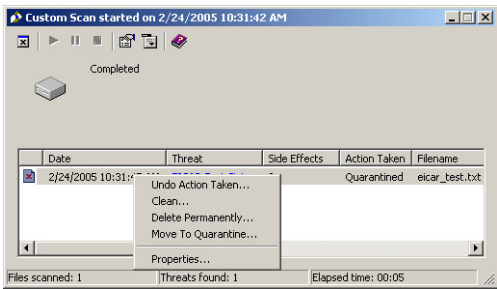 Custom Scan started on 2/24/2005 10:31:42 AM
Completed
Date Threat Side Effects Action Taken Filename
2/24/2005 10:31: Quarantined eicar_test.txt
Undo Action Taken...
Clean...
Delete Permanently...
Move To Quarantine...
Properties...
Files scanned: 1 Threats found: 1 Elapsed time: 00:05